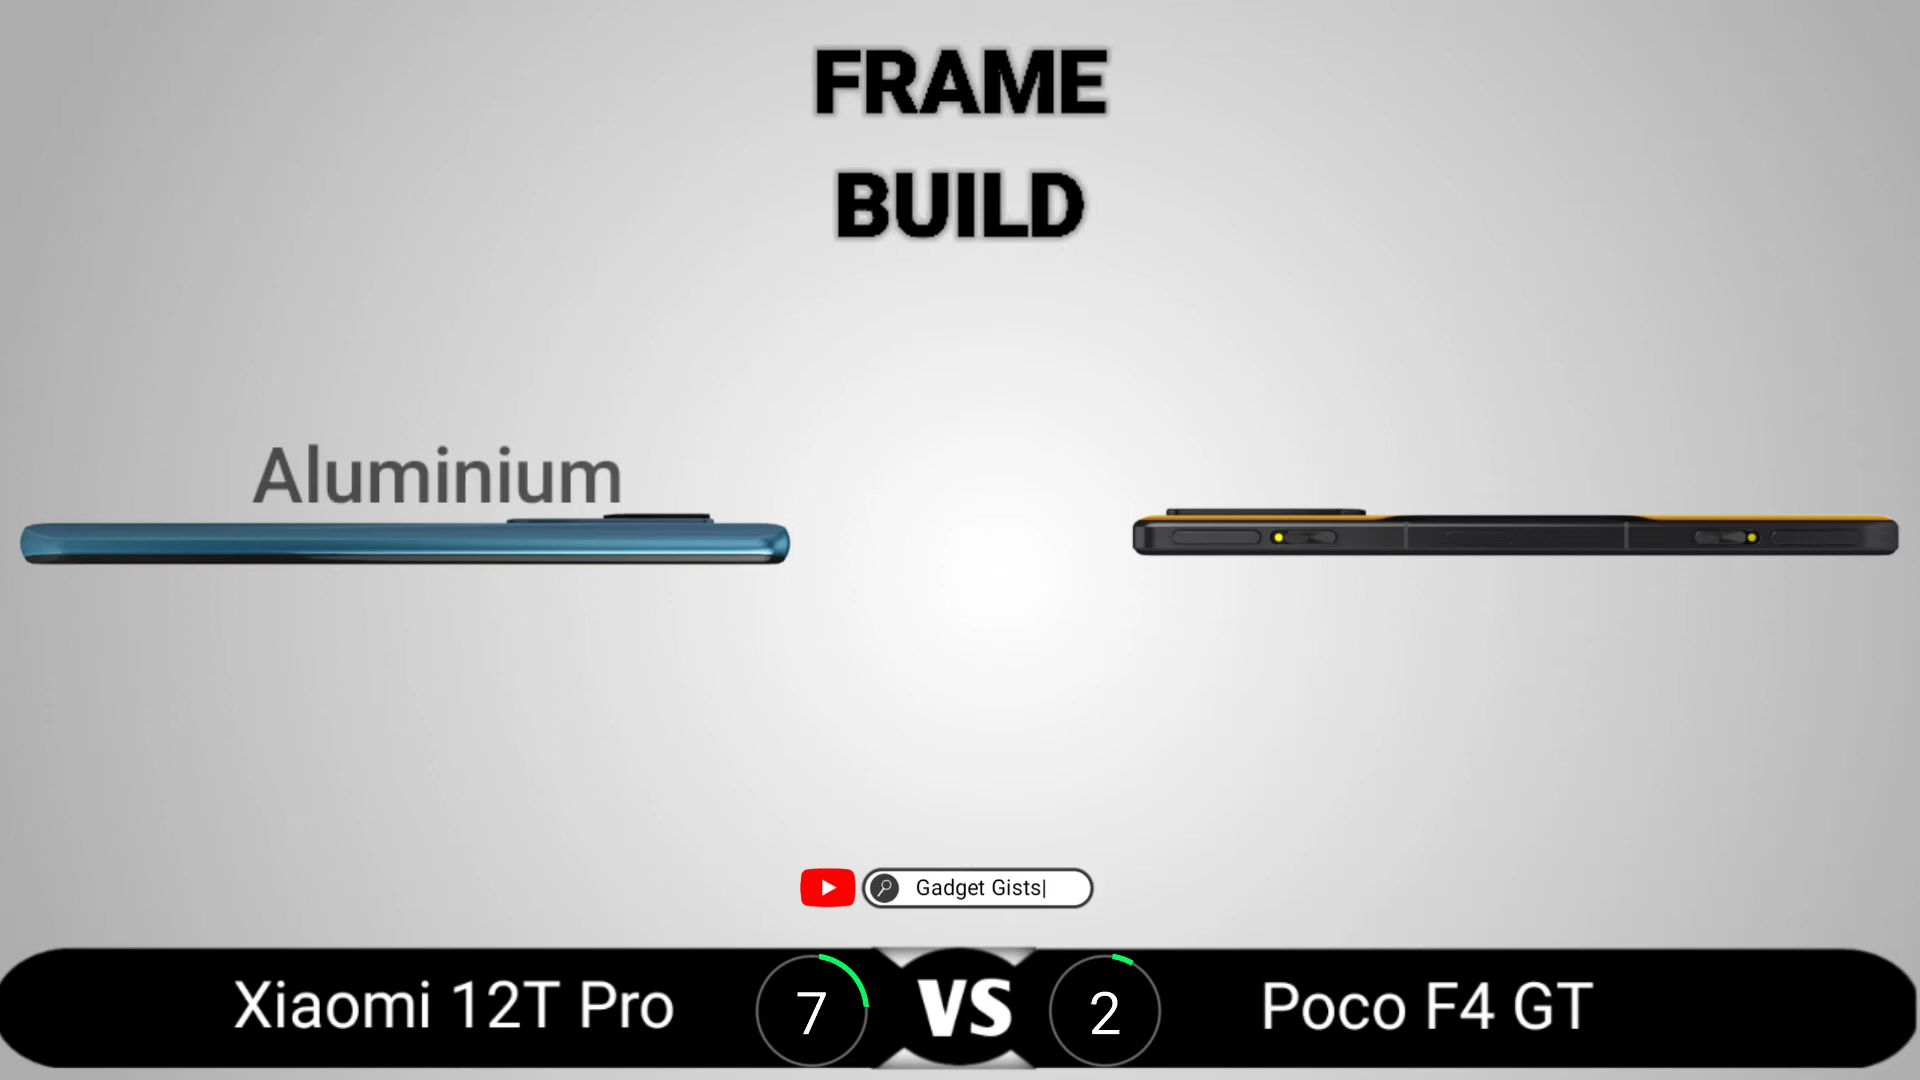 FRAME
BUILD
Aluminium
Gadget Gists|
Xiaomi 12T Pro 7 VS 2 Poco F4 GT